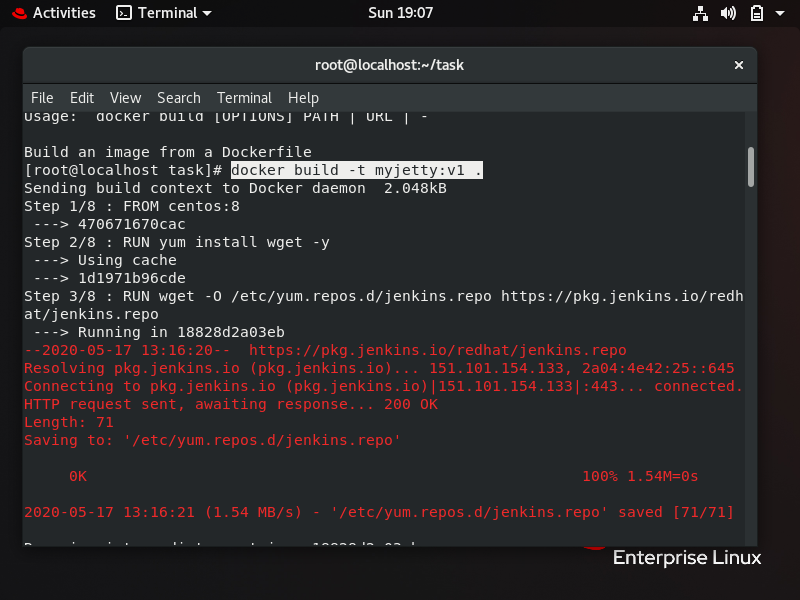 Activities Terminal Sun 19:07
root@localhost:~/task ×
File Edit View Search Terminal Help
Usage:  docker build [OPTIONS] PATH | URL | -
Build an image from a Dockerfile
[root@localhost task]# docker build -t myjetty:v1 .
Sending build context to Docker daemon  2.048kB
Step 1/8 : FROM centos:8
 ---> 470671670cac
Step 2/8 : RUN yum install wget -y
 ---> Using cache
 ---> 1d1971b96cde
Step 3/8 : RUN wget -O /etc/yum.repos.d/jenkins.repo https://pkg.jenkins.io/redh
at/jenkins.repo
 ---> Running in 18828d2a03eb
--2020-05-17 13:16:20--  https://pkg.jenkins.io/redhat/jenkins.repo
Resolving pkg.jenkins.io (pkg.jenkins.io)... 151.101.154.133, 2a04:4e42:25::645
Connecting to pkg.jenkins.io (pkg.jenkins.io)|151.101.154.133|:443... connected.
HTTP request sent, awaiting response... 200 OK
Length: 71
Saving to: '/etc/yum.repos.d/jenkins.repo'
     0K                                                       100% 1.54M=0s
2020-05-17 13:16:21 (1.54 MB/s) - '/etc/yum.repos.d/jenkins.repo' saved [71/71]
Enterprise Linux